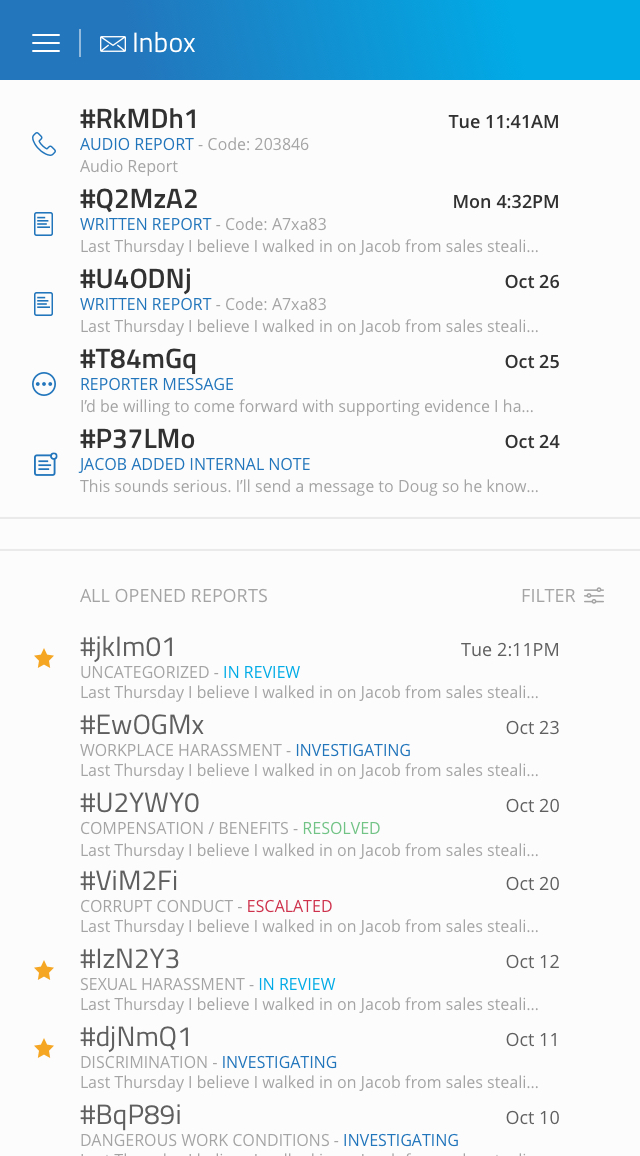 Inbox
#RkMDh1
Tue 11:41AM
AUDIO REPORT - Code: 203846
Audio Report
#Q2MzA2
Mon 4:32PM
WRITTEN REPORT - Code: A7xa83
Last Thursday I believe I walked in on Jacob from sales steali...
#U4ODNj
Oct 26
WRITTEN REPORT - Code: A7xa83
Last Thursday I believe I walked in on Jacob from sales steali...
#T84mGq
Oct 25
REPORTER MESSAGE
I'd be willing to come forward with supporting evidence I ha...
#P37LMo
Oct 24
JACOB ADDED INTERNAL NOTE
This sounds serious. I'll send a message to Doug so he know...
ALL OPENED REPORTS
FILTER
#jkIm01
Tue 2:11PM
UNCATEGORIZED - IN REVIEW
Last Thursday I believe I walked in on Jacob from sales steali...
#EwOGMx
Oct 23
WORKPLACE HARASSMENT - INVESTIGATING
Last Thursday I believe I walked in on Jacob from sales steali...
#U2YWY0
Oct 20
COMPENSATION / BENEFITS - RESOLVED
Last Thursday I believe I walked in on Jacob from sales steali...
#ViM2Fi
Oct 20
CORRUPT CONDUCT - ESCALATED
Last Thursday I believe I walked in on Jacob from sales steali...
#IzN2Y3
Oct 12
SEXUAL HARASSMENT - IN REVIEW
Last Thursday I believe I walked in on Jacob from sales steali...
#djNmQ1
Oct 11
DISCRIMINATION - INVESTIGATING
Last Thursday I believe I walked in on Jacob from sales steali...
#BqP89i
Oct 10
DANGEROUS WORK CONDITIONS - INVESTIGATING